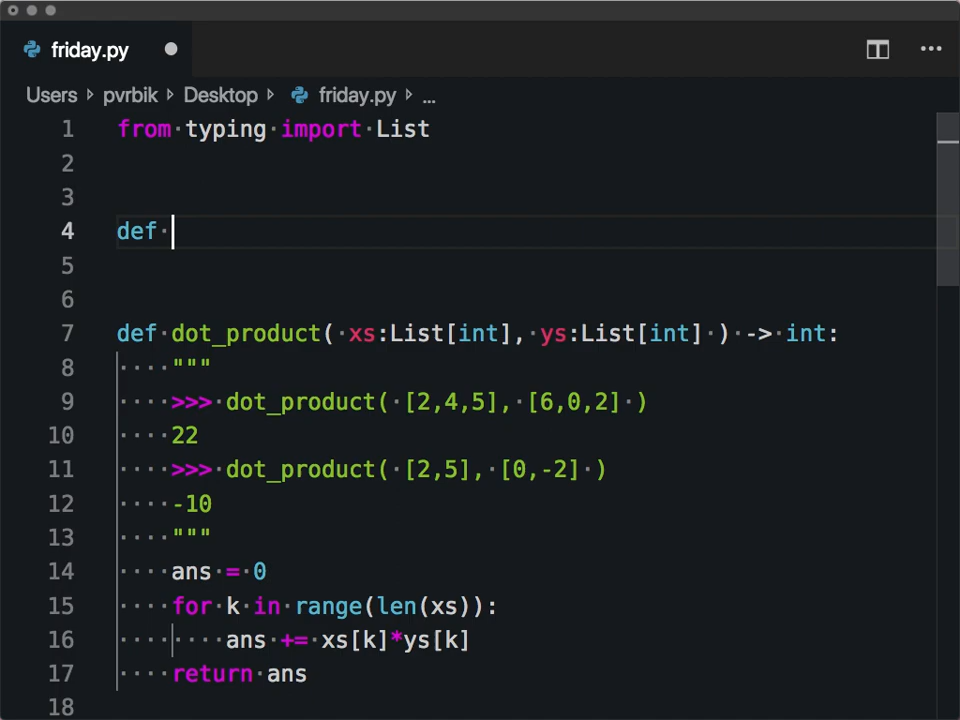 friday.py
Users pvrbik Desktop friday.py ...
1 from typing import List
2
3
4 def
5
6
7 def dot_product( xs:List[int], ys:List[int] ) -> int:
8     """
9     >>> dot_product( [2,4,5], [6,0,2] )
10     22
11     >>> dot_product( [2,5], [0,-2] )
12     -10
13     """
14     ans = 0
15     for k in range(len(xs)):
16         ans += xs[k]*ys[k]
17     return ans
18